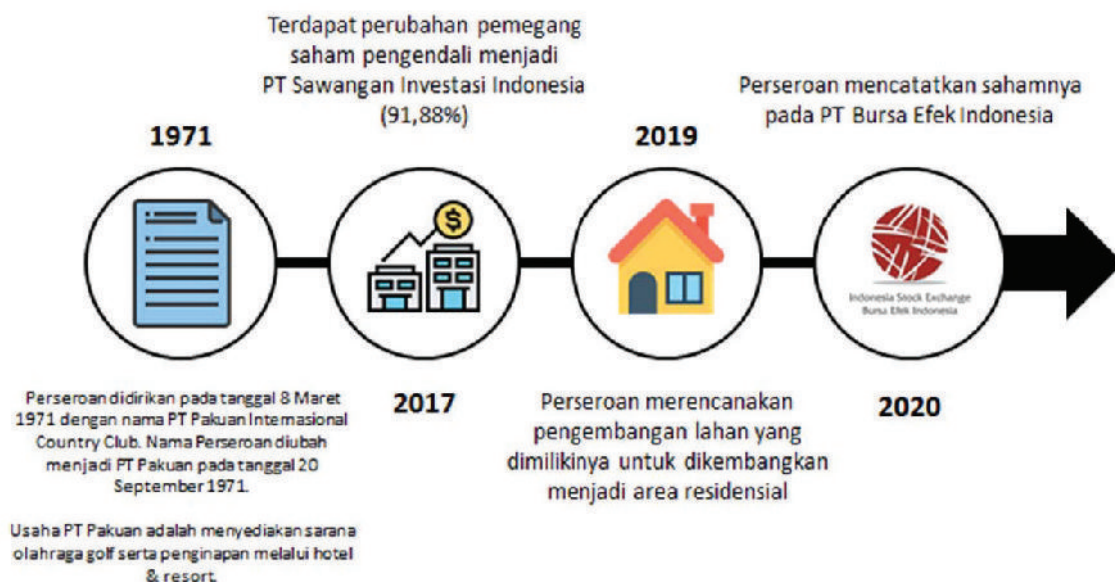 1971
Perseroan didirikan pada tanggal 8 Maret
1971 dengan nama PT Pakuan Internasional
Country Club. Nama Perseroan diubah
menjadi PT Pakuan pada tanggal 20
September 1971.
Usaha PT Pakuan adalah menyediakan sarana
olahraga golf serta penginapan melalui hotel
& resort.
Terdapat perubahan pemegang
saham pengendali menjadi
PT Sawangan Investasi Indonesia
(91,88%)
$
2017
2019
Perseroan merencanakan
pengembangan lahan yang
dimilikinya untuk dikembangkan
menjadi area residensial
Perseroan mencatatkan sahamnya
pada PT Bursa Efek Indonesia
Indonesia Stock Exchange
Bursa Efek Indonesia
2020